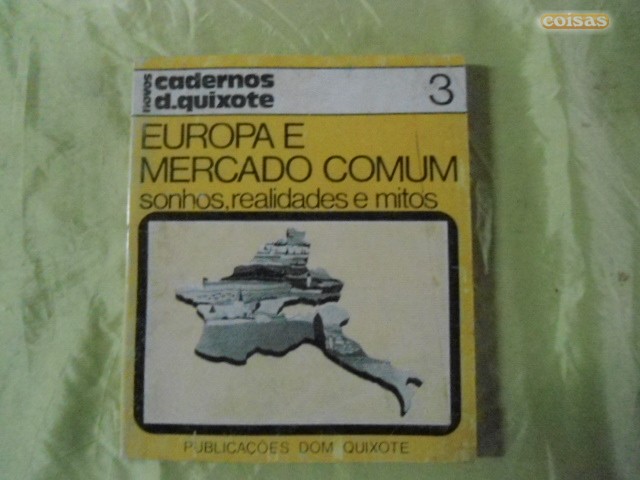 coisas
novos
cadernos
d.quixote
3
EUROPA E
MERCADO COMUM
sonhos, realidades e mitos
PUBLICAÇÕES DOM QUIXOTE